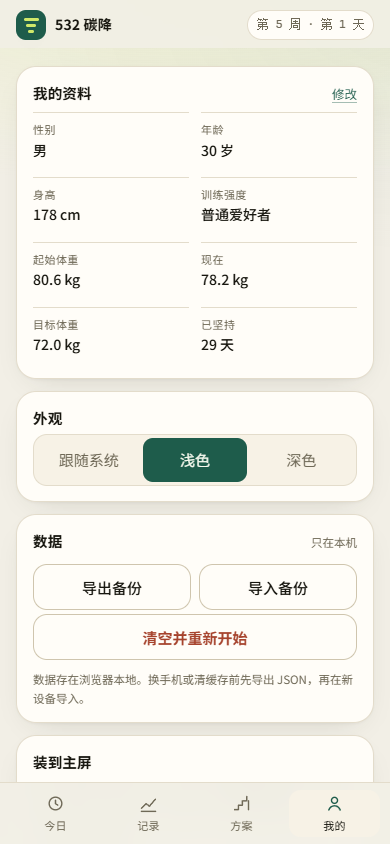 532 碳降
第 5 周 · 第 1 天
我的资料
修改
性别
年龄
男
30 岁
身高
训练强度
178 cm
普通爱好者
起始体重
现在
80.6 kg
78.2 kg
目标体重
已坚持
72.0 kg
29 天
外观
跟随系统
浅色
深色
数据
只在本机
导出备份
导入备份
清空并重新开始
数据存在浏览器本地。换手机或清缓存前先导出 JSON，再在新
设备导入。
装到主屏
今日
记录
方案
我的